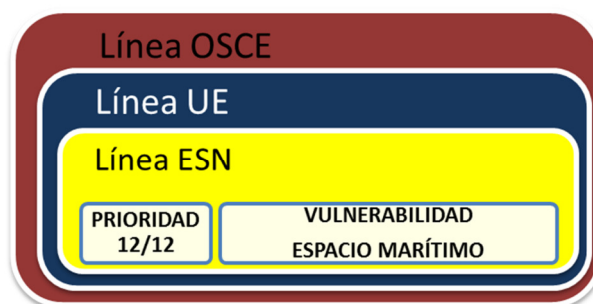 Línea OSCE
Línea UE
Línea ESN
PRIORIDAD
12/12
VULNERABILIDAD
ESPACIO MARÍTIMO